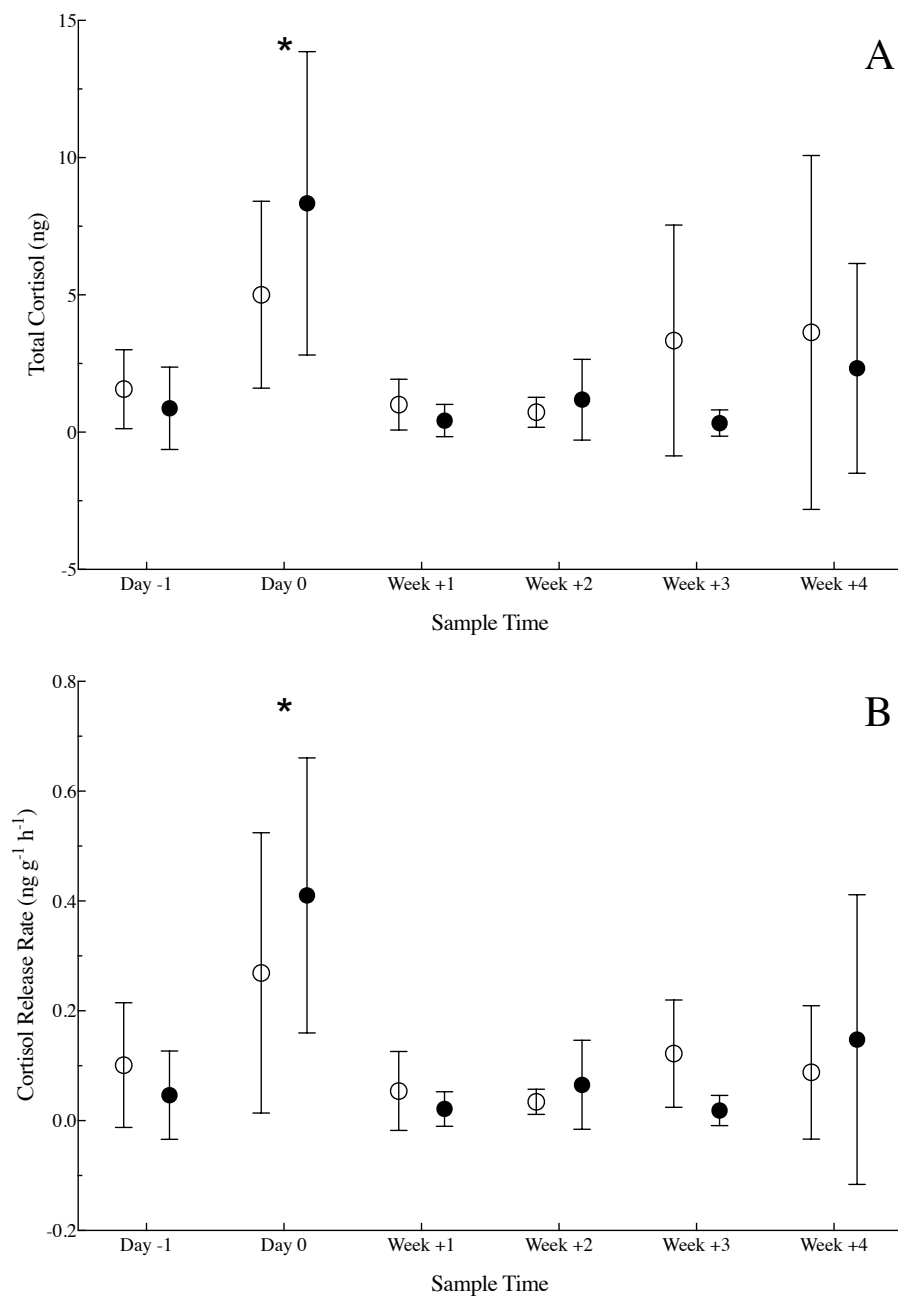 A
*
15
10
5
0
-5
Total Cortisol (ng)
Day -1 Day 0 Week +1 Week +2 Week +3 Week +4
Sample Time
B
*
0.8
0.6
0.4
0.2
0.0
-0.2
Cortisol Release Rate (ng g⁻¹ h⁻¹)
Day -1 Day 0 Week +1 Week +2 Week +3 Week +4
Sample Time